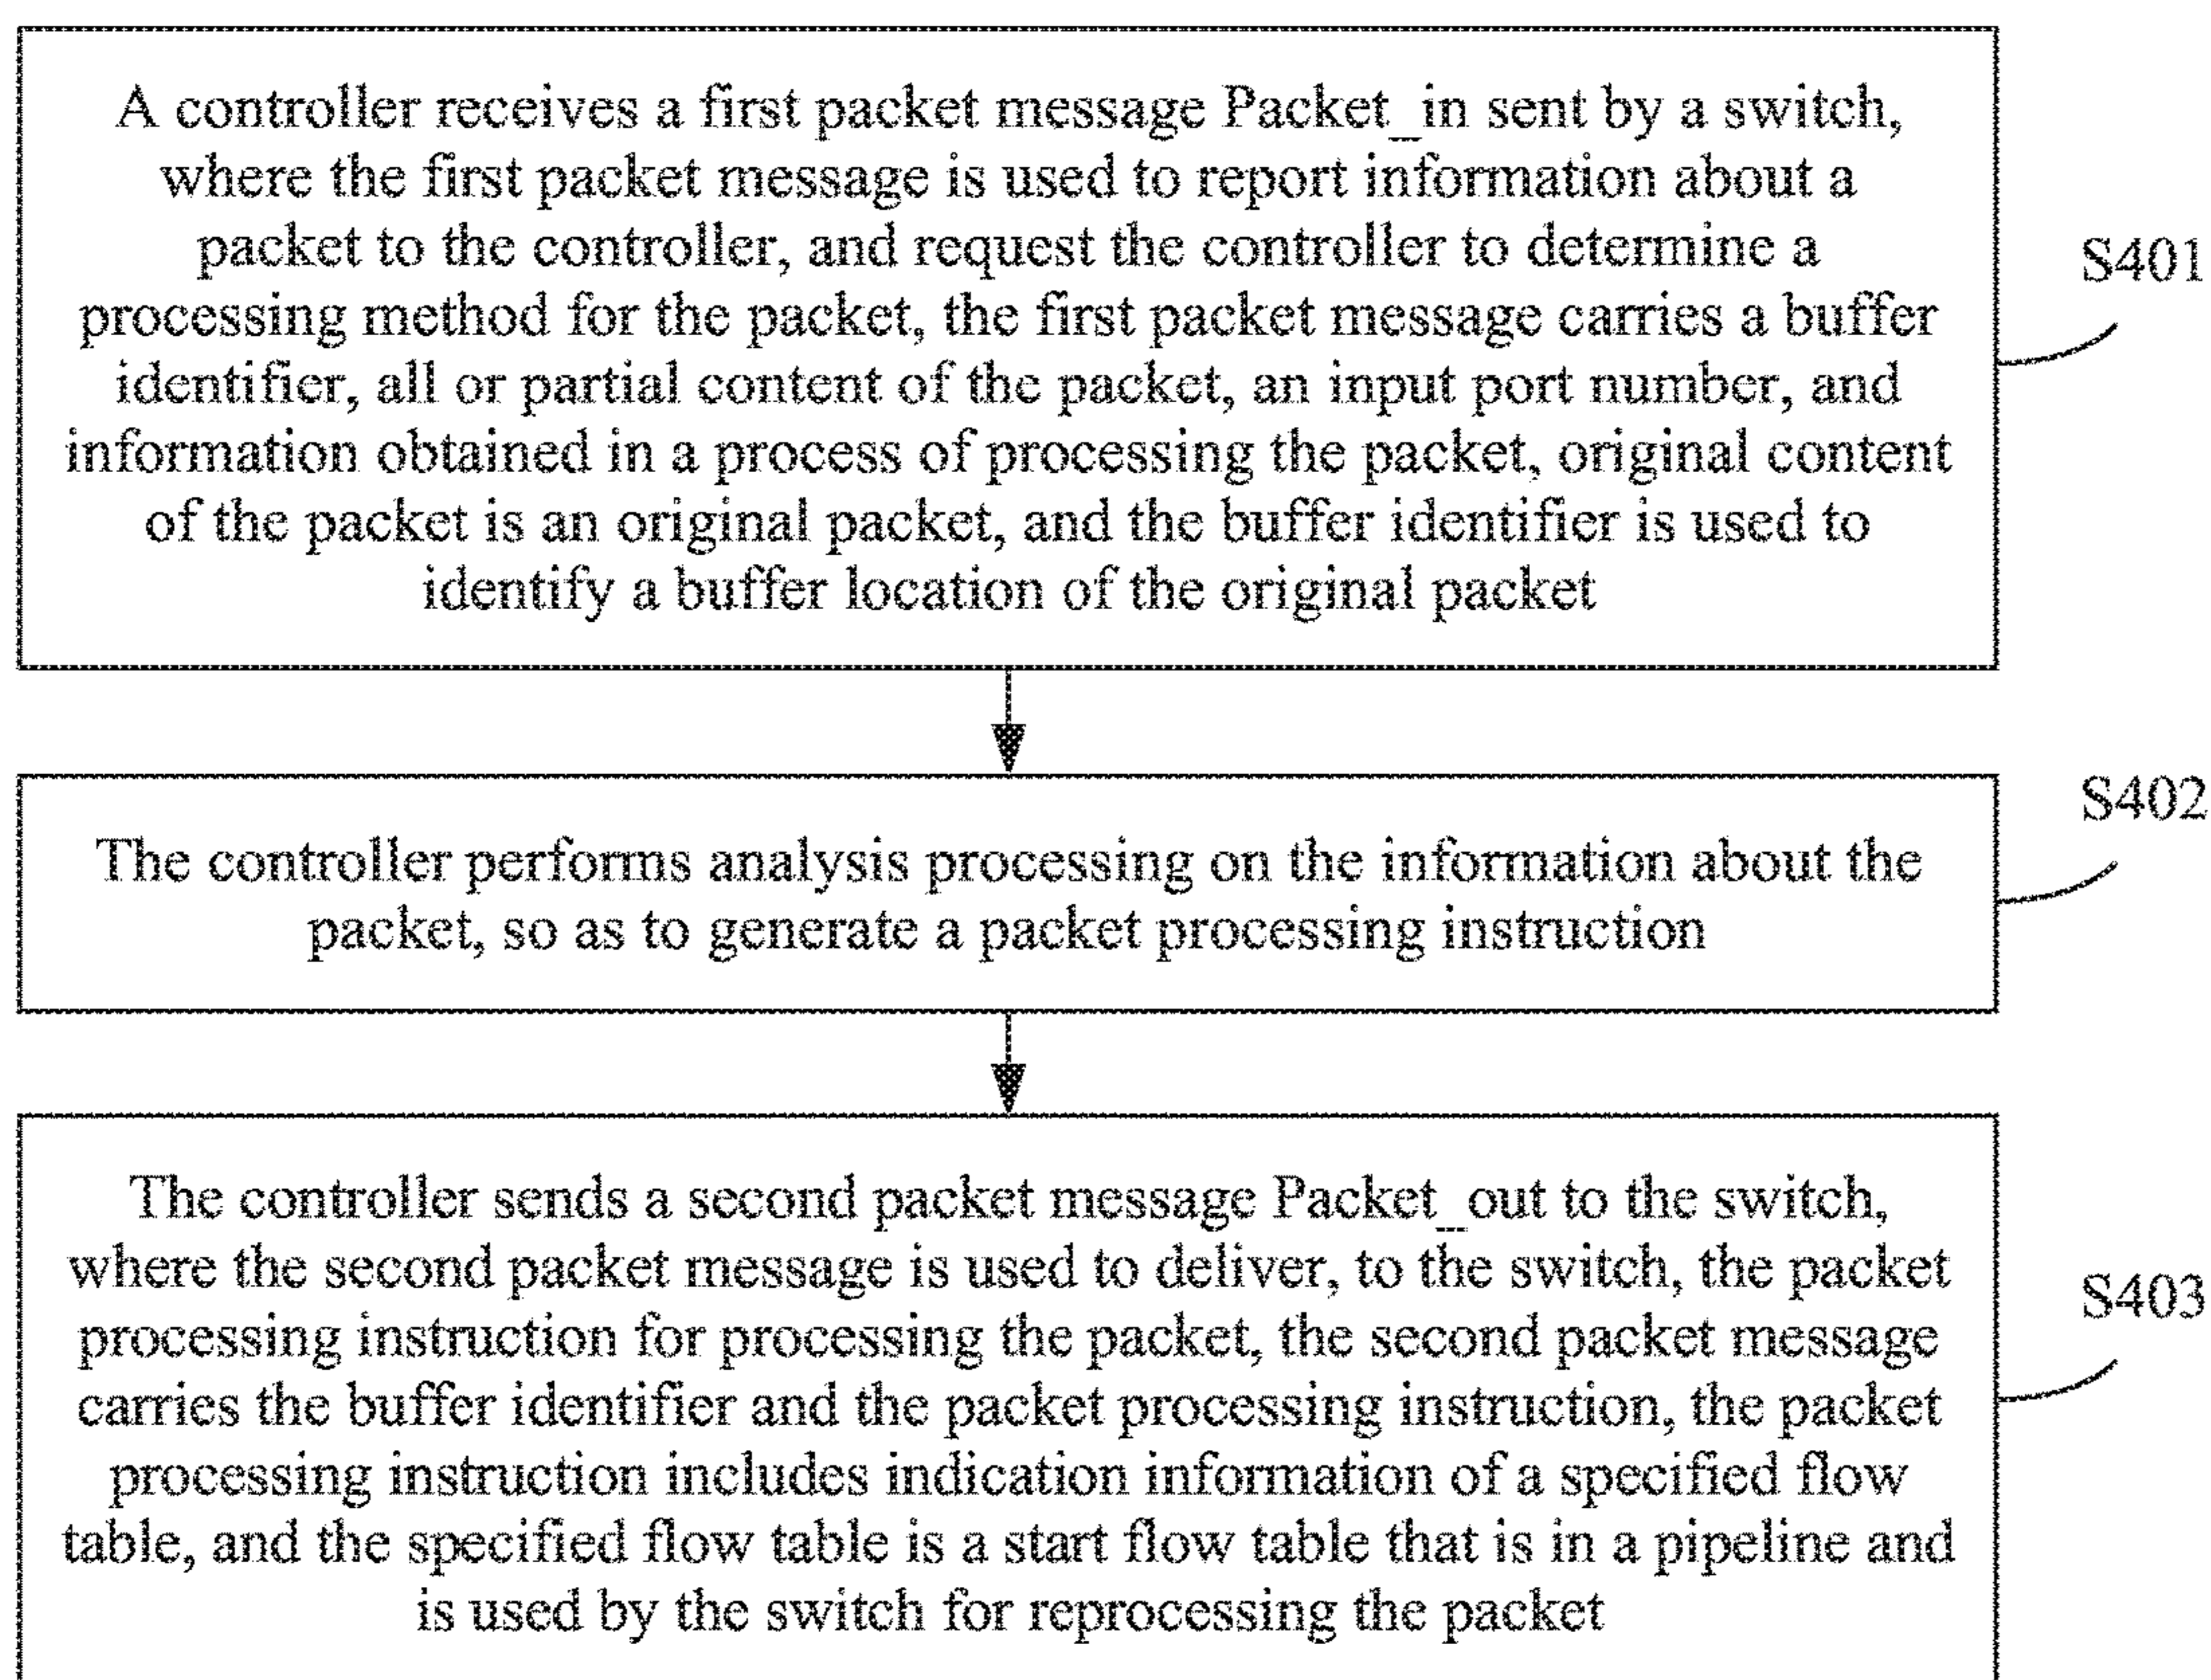 A controller receives a first packet message Packet_in sent by a switch,
where the first packet message is used to report information about a
packet to the controller, and request the controller to determine a
processing method for the packet, the first packet message carries a buffer
identifier, all or partial content of the packet, an input port number, and
information obtained in a process of processing the packet, original content
of the packet is an original packet, and the buffer identifier is used to
identify a buffer location of the original packet
S401
The controller performs analysis processing on the information about the
packet, so as to generate a packet processing instruction
S402
The controller sends a second packet message Packet_out to the switch,
where the second packet message is used to deliver, to the switch, the packet
processing instruction for processing the packet, the second packet message
carries the buffer identifier and the packet processing instruction, the packet
processing instruction includes indication information of a specified flow
table, and the specified flow table is a start flow table that is in a pipeline and
is used by the switch for reprocessing the packet
S403